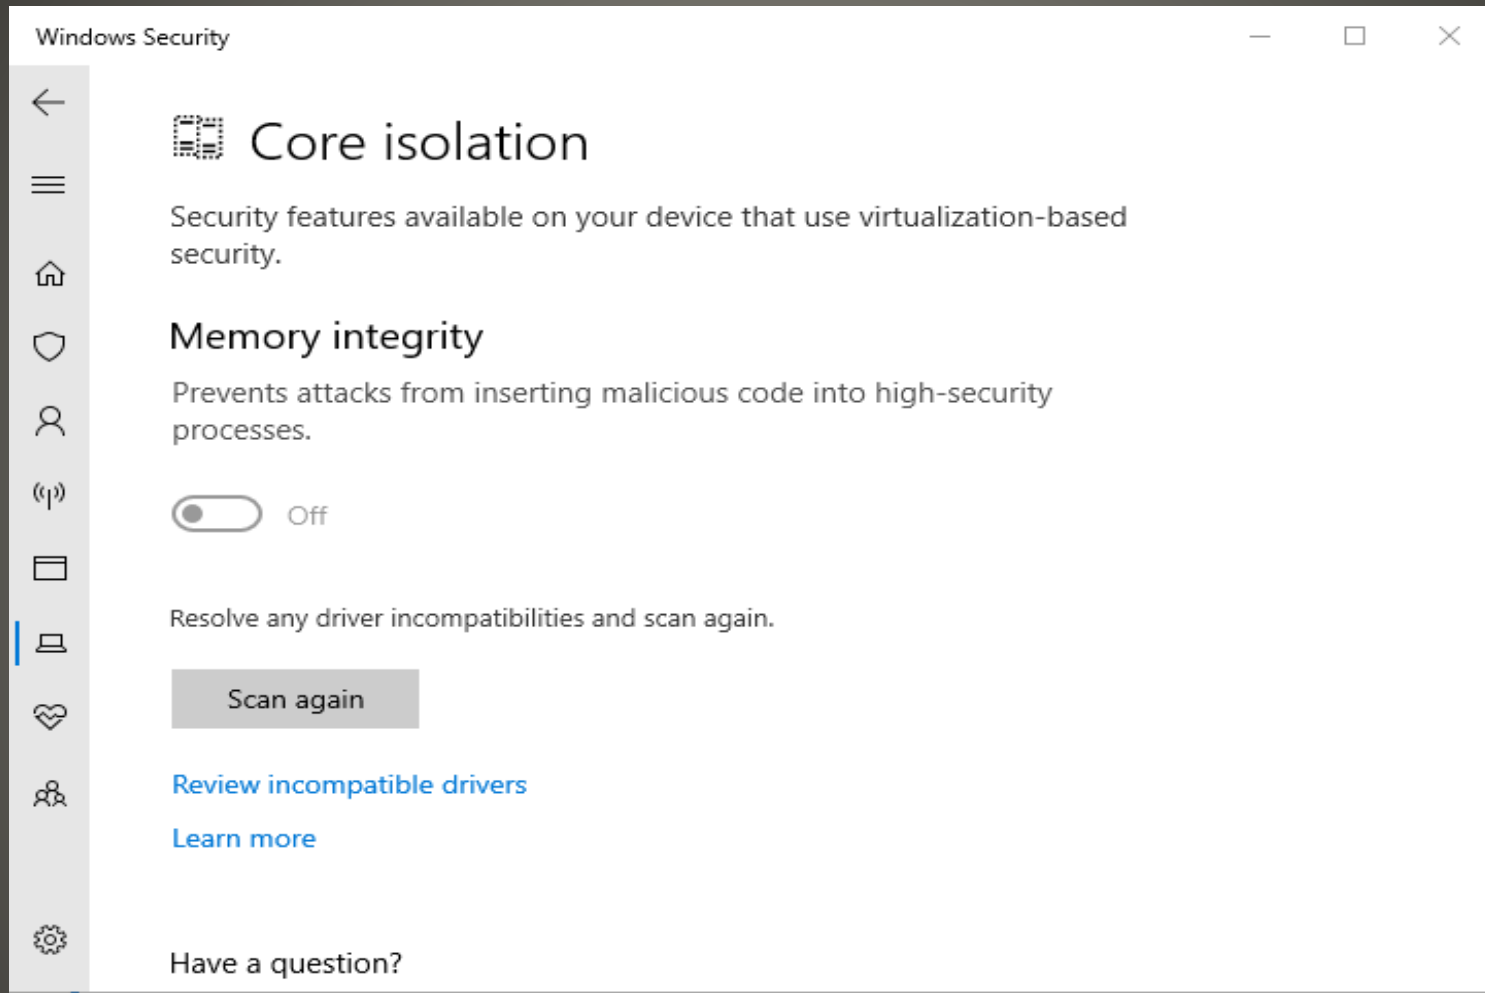 Windows Security
Core isolation
Security features available on your device that use virtualization-based
security.
Memory integrity
Prevents attacks from inserting malicious code into high-security
processes.
Off
Resolve any driver incompatibilities and scan again.
Scan again
Review incompatible drivers
Learn more
Have a question?